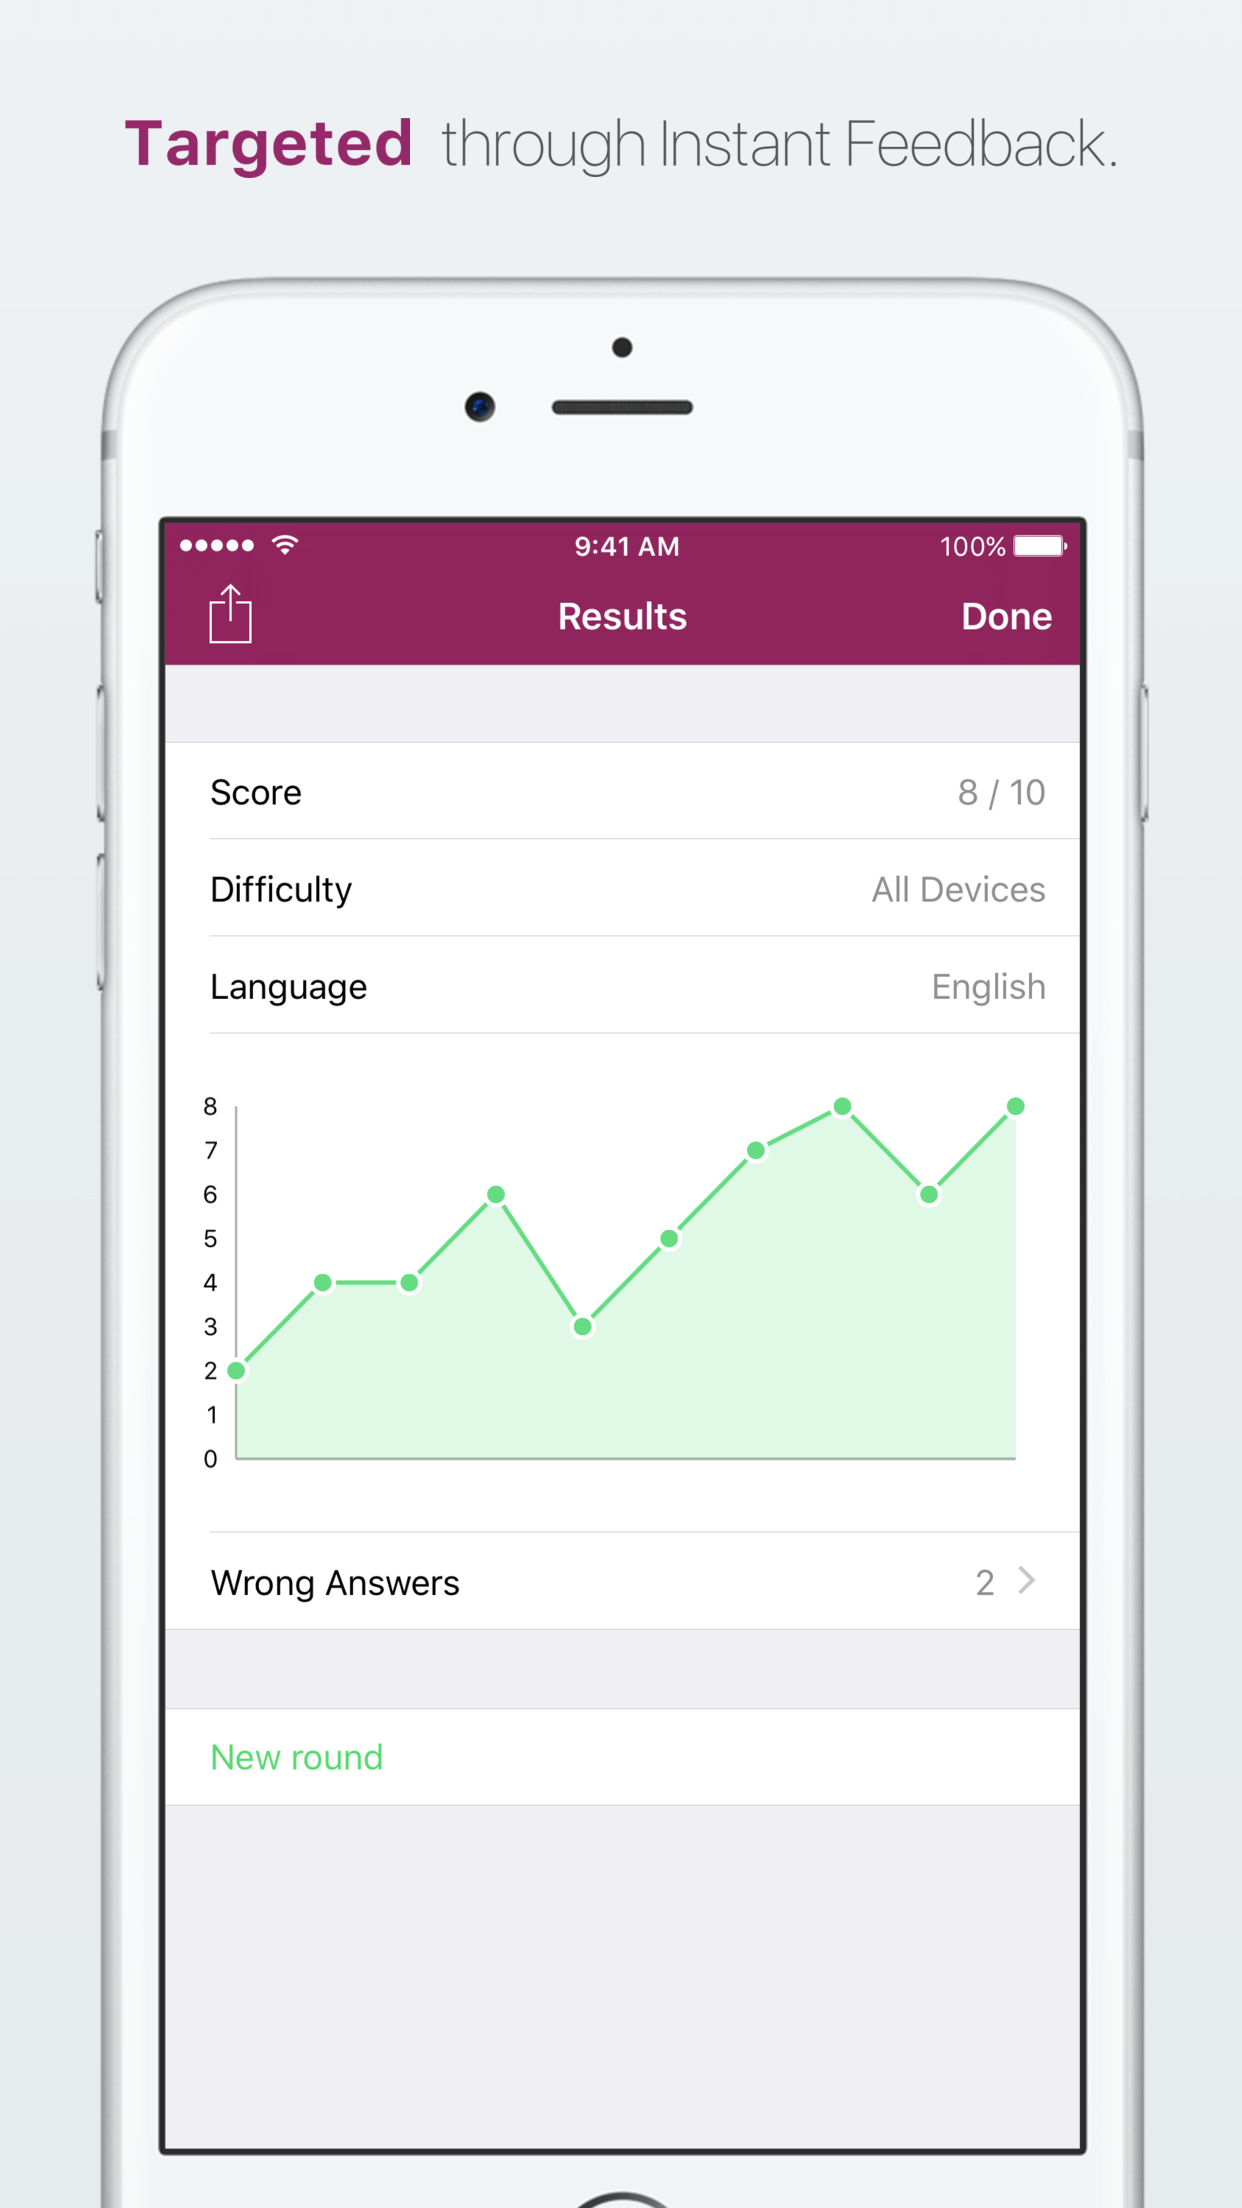 Targeted through Instant Feedback.
9:41 AM 100%
Results Done
Score 8 / 10
Difficulty All Devices
Language English
8
7
6
5
4
3
2
1
0
Wrong Answers 2
New round